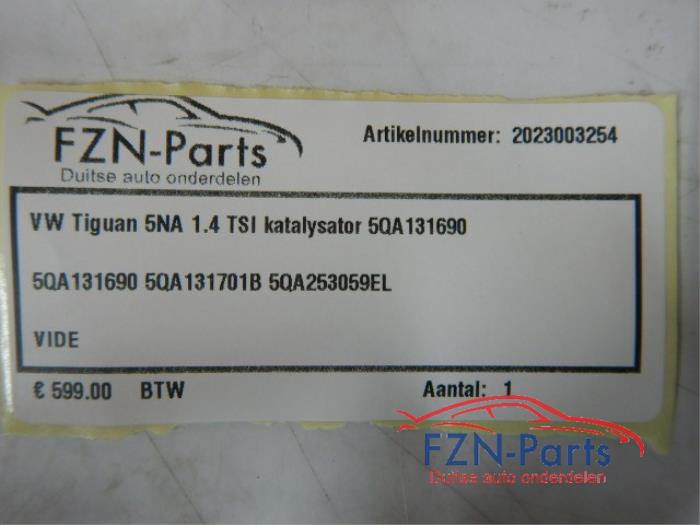 FZN-Parts
Duitse auto onderdelen
Artikelnummer: 2023003254
VW Tiguan 5NA 1.4 TSI katalysator 5QA131690
5QA131690 5QA131701B 5QA253059EL
VIDE
€ 599.00 BTW Aantal: 1
FZN-Parts
Duitse auto onderdelen